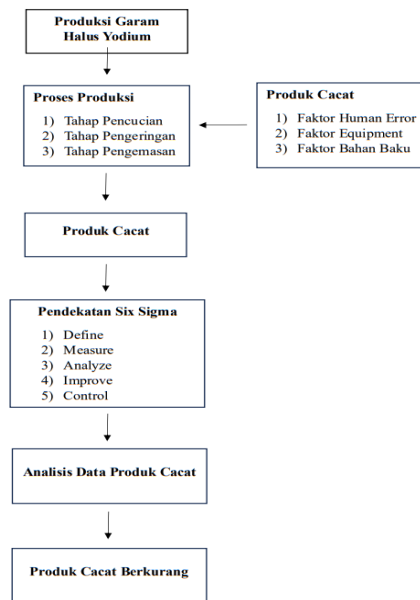 Produksi Garam
Halus Yodium
Proses Produksi
1) Tahap Pencucian
2) Tahap Pengeringan
3) Tahap Pengemasan
Produk Cacat
1) Faktor Human Error
2) Faktor Equipment
3) Faktor Bahan Baku
Produk Cacat
Pendekatan Six Sigma
1) Define
2) Measure
3) Analyze
4) Improve
5) Control
Analisis Data Produk Cacat
Produk Cacat Berkurang